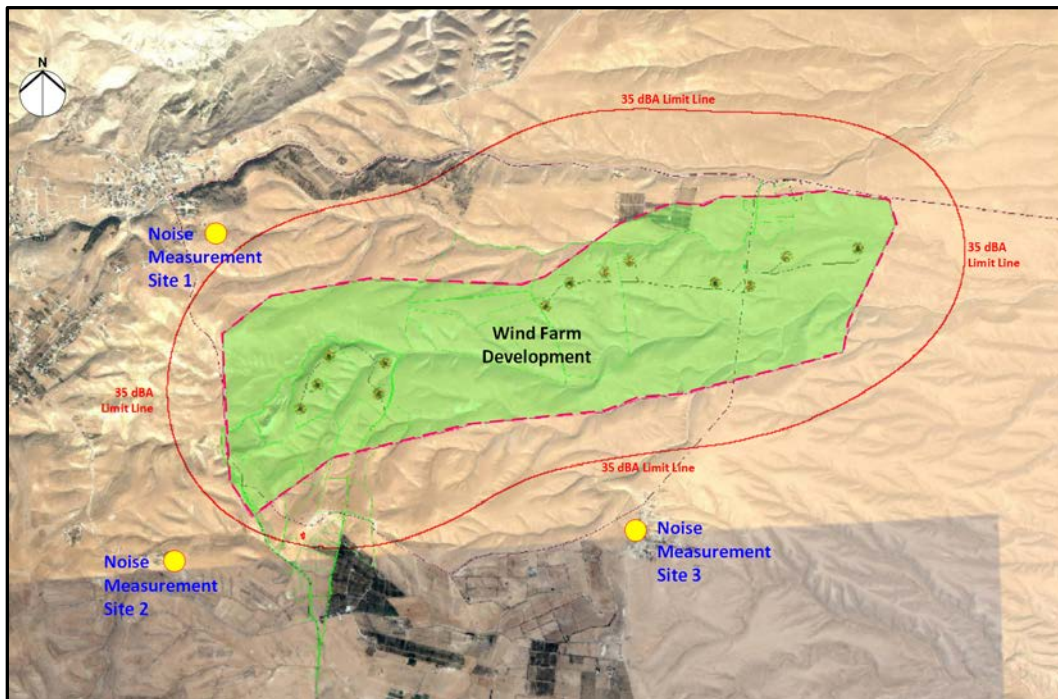 N
35 dBA Limit Line
Noise
Measurement
Site 1
35 dBA
Limit Line
Wind Farm
Development
35 dBA
Limit Line
35 dBA Limit Line
Noise
Measurement
Site 2
Noise
Measurement
Site 3